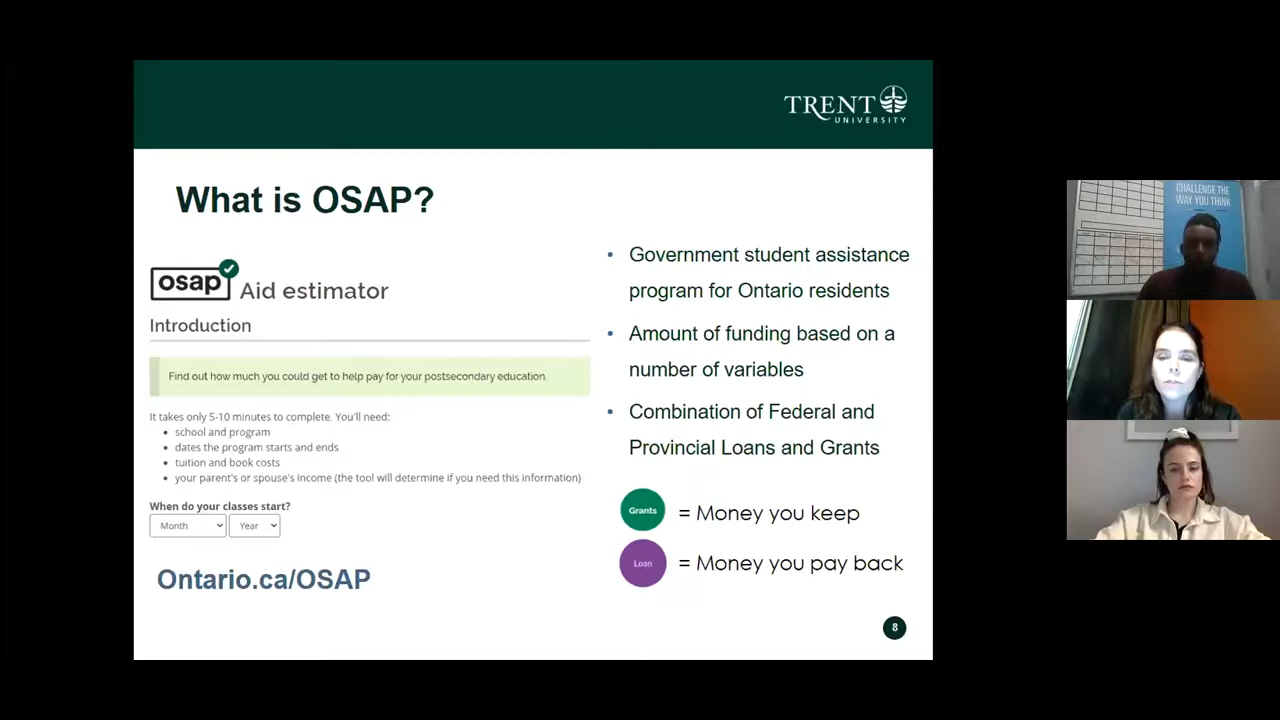 TRENT
UNIVERSITY
What is OSAP?
osap Aid estimator
Introduction
Find out how much you could get to help pay for your postsecondary education.
It takes only 5-10 minutes to complete. You'll need:
• school and program
• dates the program starts and ends
• tuition and book costs
• your parent's or spouse's income (the tool will determine if you need this information)
When do your classes start?
Month Year
Ontario.ca/OSAP
• Government student assistance
program for Ontario residents
• Amount of funding based on a
number of variables
• Combination of Federal and
Provincial Loans and Grants
Grants = Money you keep
Loan = Money you pay back
8
CHALLENGE THE
WAY YOU THINK